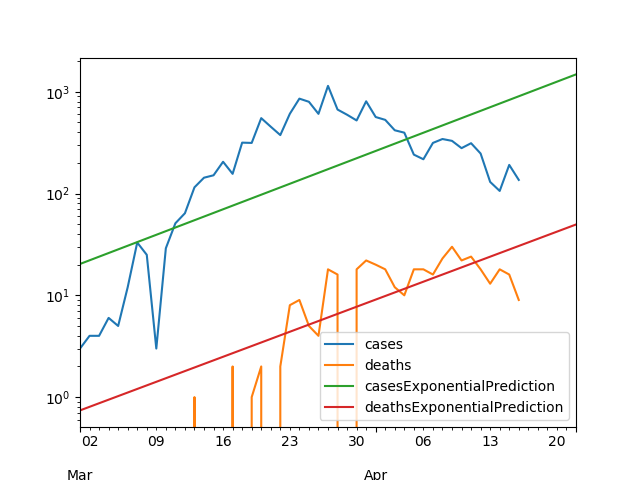 10³
10²
10¹
10⁰
cases
deaths
casesExponentialPrediction
deathsExponentialPrediction
02 09 16 23 30 06 13 20
Mar Apr